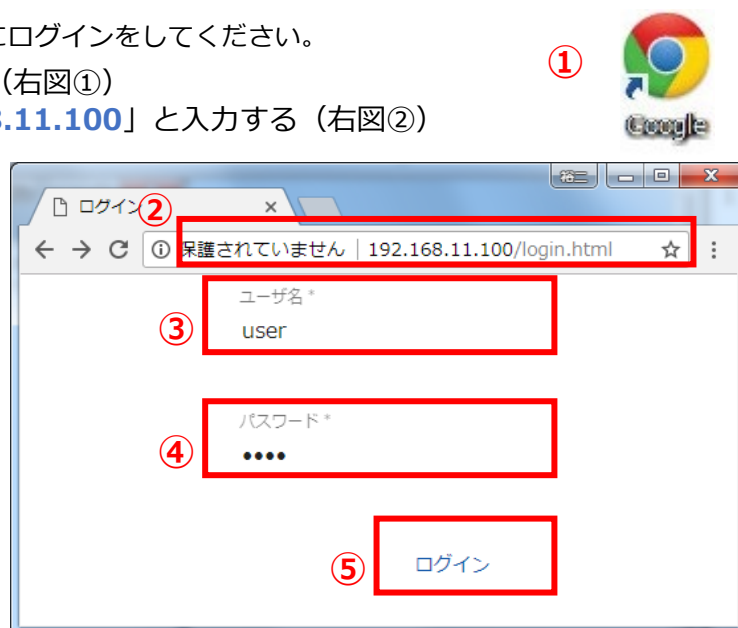 にログインをしてください。
（右図①）
.11.100」と入力する（右図②）
①
Google
裕二
ログイン
②
保護されていません | 192.168.11.100/login.html
③
ユーザ名 *
user
④
パスワード *
••••
⑤
ログイン